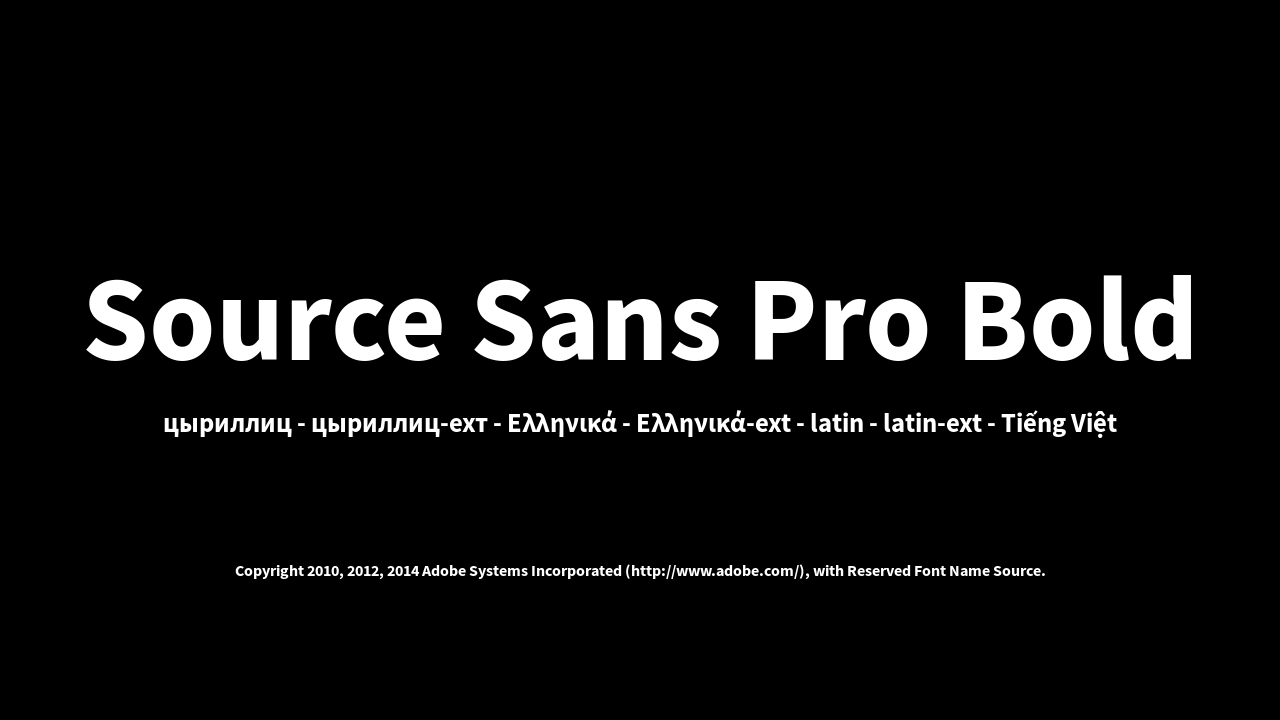 Source Sans Pro Bold
цыриллиц - цыриллиц-ехт - Ελληνικά - Ελληνικά-ext - latin - latin-ext - Tiếng Việt
Copyright 2010, 2012, 2014 Adobe Systems Incorporated (http://www.adobe.com/), with Reserved Font Name Source.